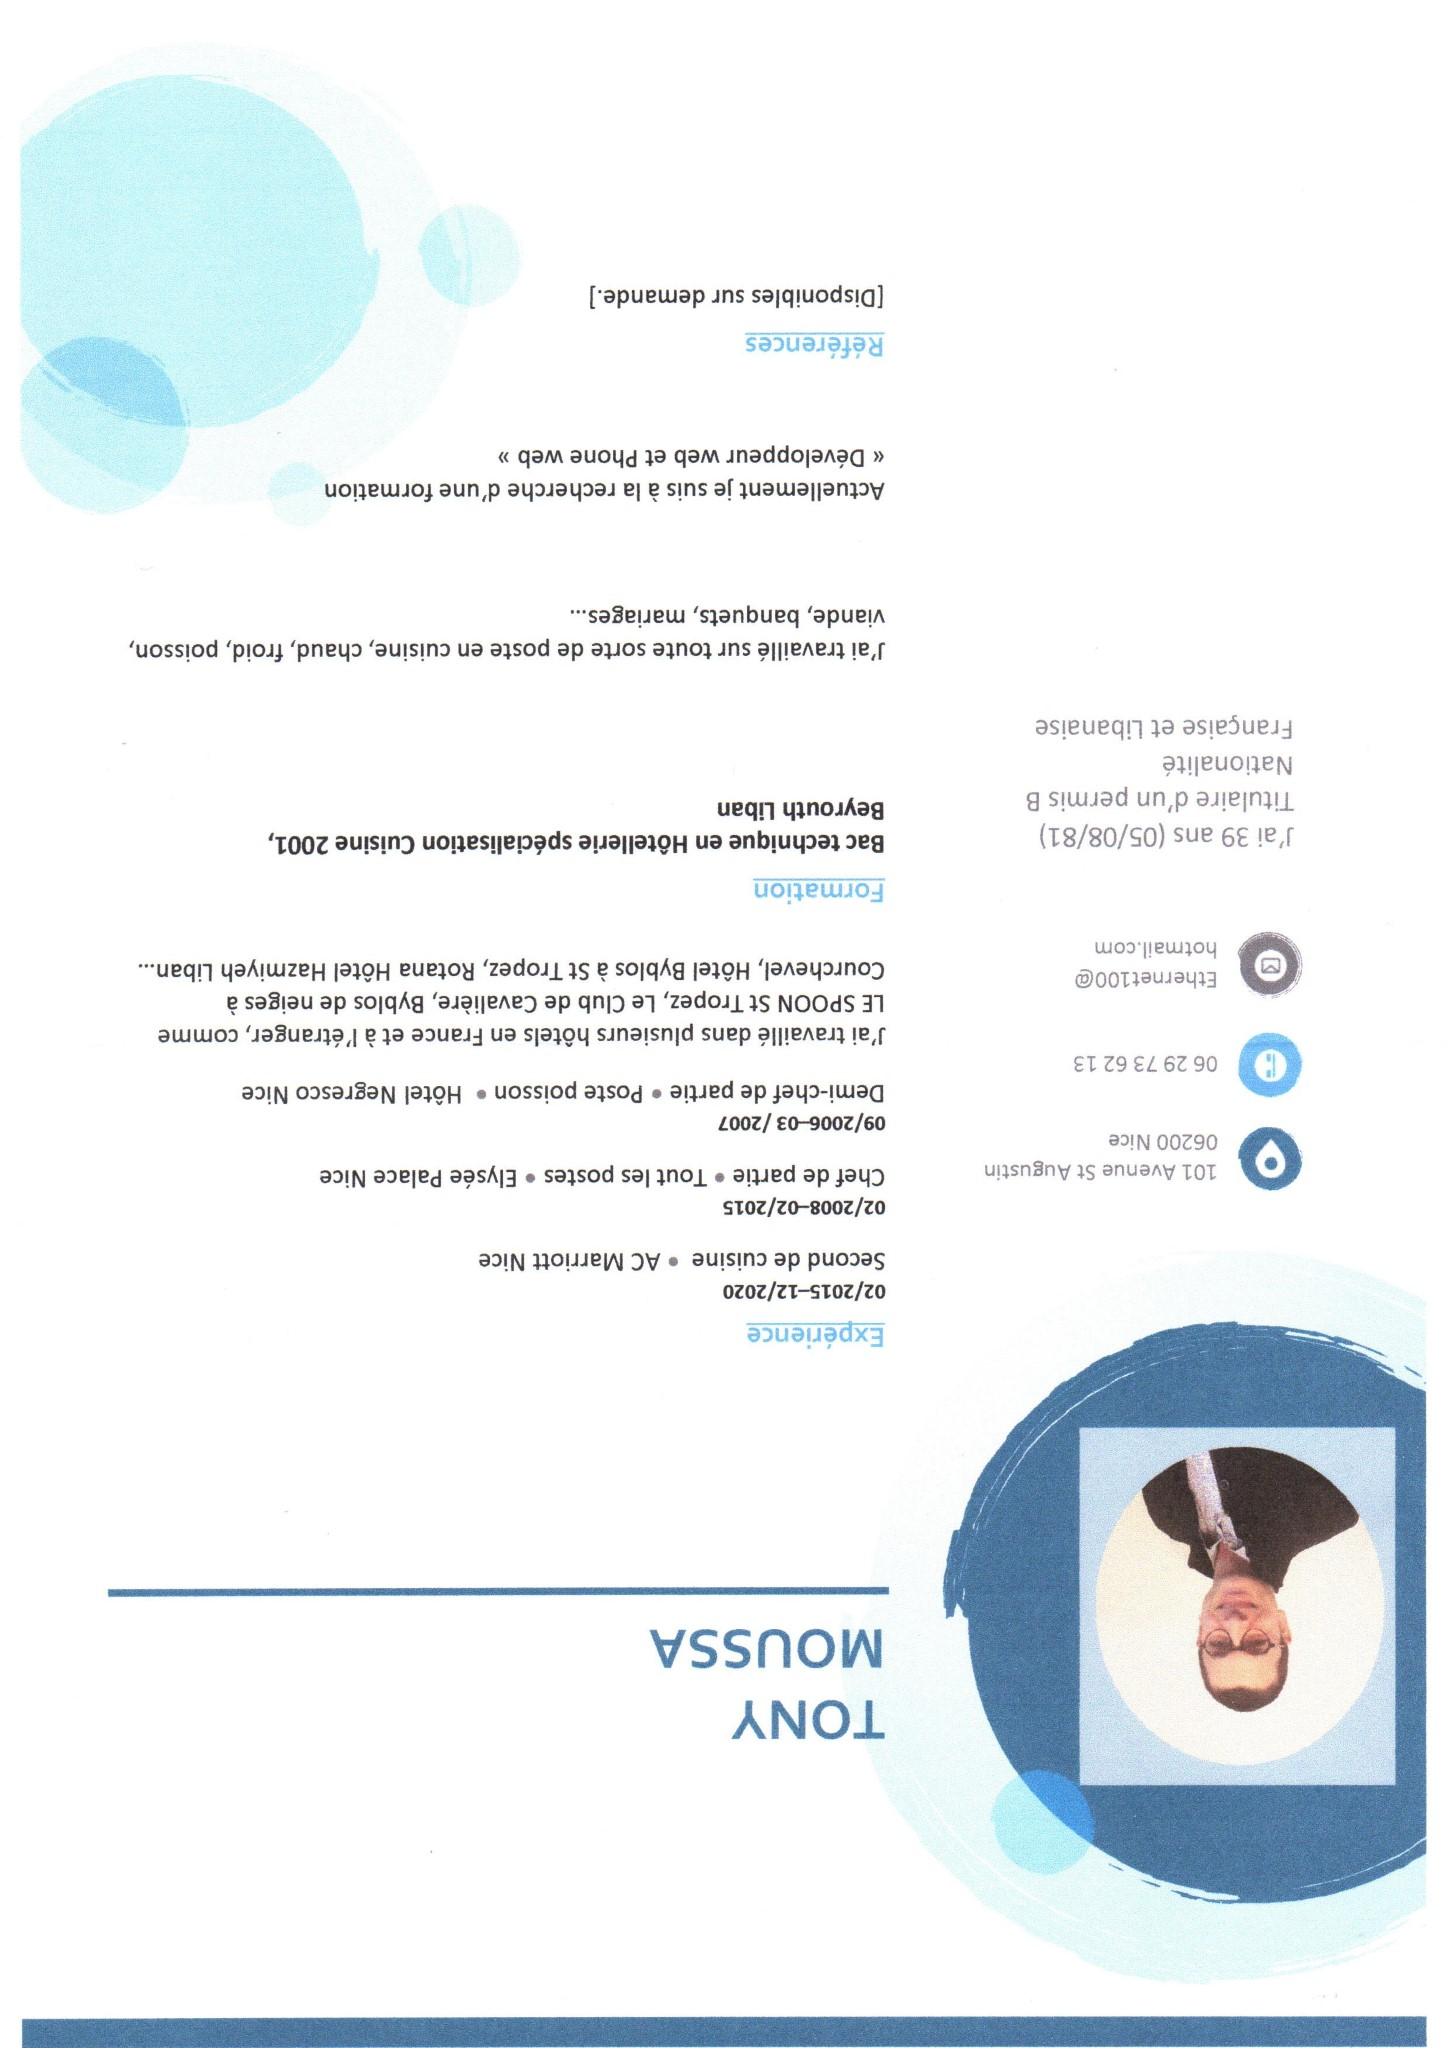 TONY
MOUSSA
101 Avenue St Augustin
06200 Nice
06 29 73 62 13
Ethernet100@
hotmail.com
J'ai 39 ans (05/08/81)
Titulaire d'un permis B
Nationalité
Française et Libanaise
Expérience
02/2015–12/2020
Second de cuisine • AC Marriott Nice
02/2008–02/2015
Chef de partie • Tout les postes • Elysée Palace Nice
09/2006–03 /2007
Demi-chef de partie • Poste poisson • Hôtel Negresco Nice
J'ai travaillé dans plusieurs hôtels en France et à l'étranger, comme
LE SPOON St Tropez, Le Club de Cavalière, Byblos de neiges à
Courchevel, Hôtel Byblos à St Tropez, Rotana Hôtel Hazmiyeh Liban...
Formation
Bac technique en Hôtellerie spécialisation Cuisine 2001,
Beyrouth Liban
J'ai travaillé sur toute sorte de poste en cuisine, chaud, froid, poisson,
viande, banquets, mariages...
Actuellement je suis à la recherche d'une formation
« Développeur web et Phone web »
Références
[Disponibles sur demande.]